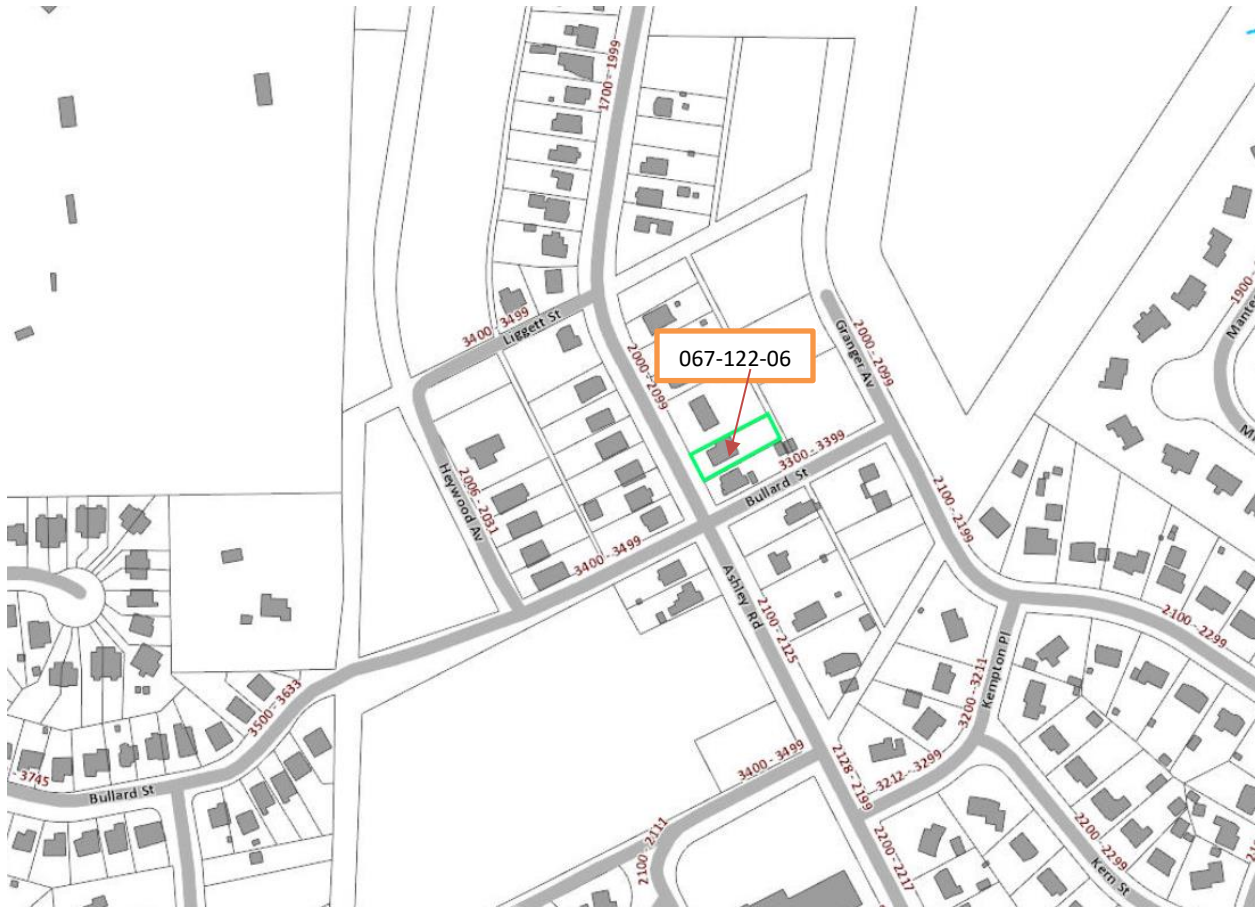 1700 - 1999
1900 -
3400 - 3499
Liggett St
2000 - 2099
067-122-06
Granger Av
2000 - 2099
Heywood Av
2006 - 2031
3300 - 3399
Bullard St
2100 - 2199
3400 - 3499
Ashley Rd
2100 - 2125
2100 - 2299
Kempton Pl
3200 - 3211
3500 - 3633
- 3745
Bullard St
3400 - 3499
2128 - 2199
3212 - 3299
2100 - 2111
2200 - 2217
2200 - 2299
Kern St